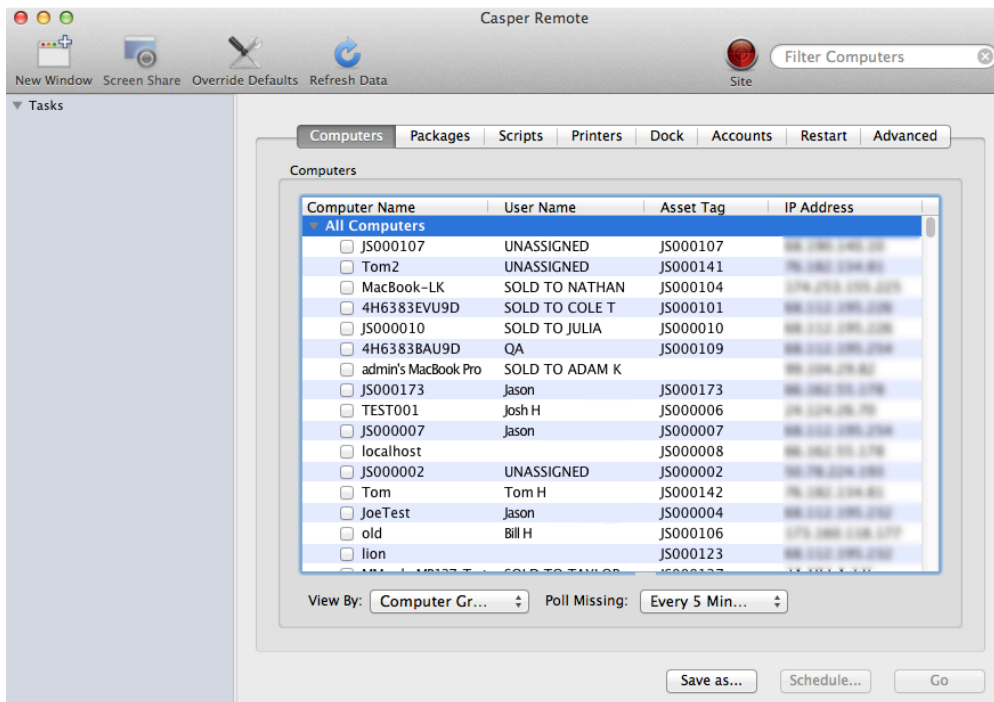 Casper Remote
New Window Screen Share Override Defaults Refresh Data Site Filter Computers
Tasks
Computers Packages Scripts Printers Dock Accounts Restart Advanced
Computers
Computer Name User Name Asset Tag IP Address
All Computers
JS000107 UNASSIGNED JS000107
Tom2 UNASSIGNED JS000141
MacBook-LK SOLD TO NATHAN JS000104
4H6383EVU9D SOLD TO COLE T JS000101
JS000010 SOLD TO JULIA JS000010
4H6383BAU9D QA JS000109
admin's MacBook Pro SOLD TO ADAM K
JS000173 Jason JS000173
TEST001 Josh H JS000006
JS000007 Jason JS000007
localhost JS000008
JS000002 UNASSIGNED JS000002
Tom Tom H JS000142
JoeTest Jason JS000004
old Bill H JS000106
lion JS000123
SOLD TO TAYLOR
View By: Computer Gr... Poll Missing: Every 5 Min...
Save as... Schedule... Go